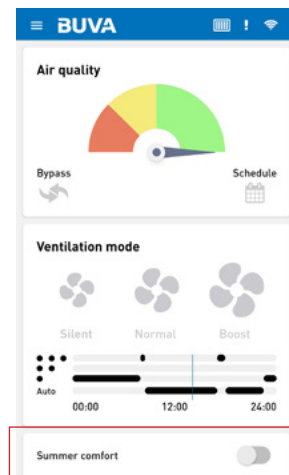 BUVA
!
Air quality
Bypass
Schedule
Ventilation mode
Silent
Normal
Boost
Auto
00:00
12:00
24:00
Summer comfort